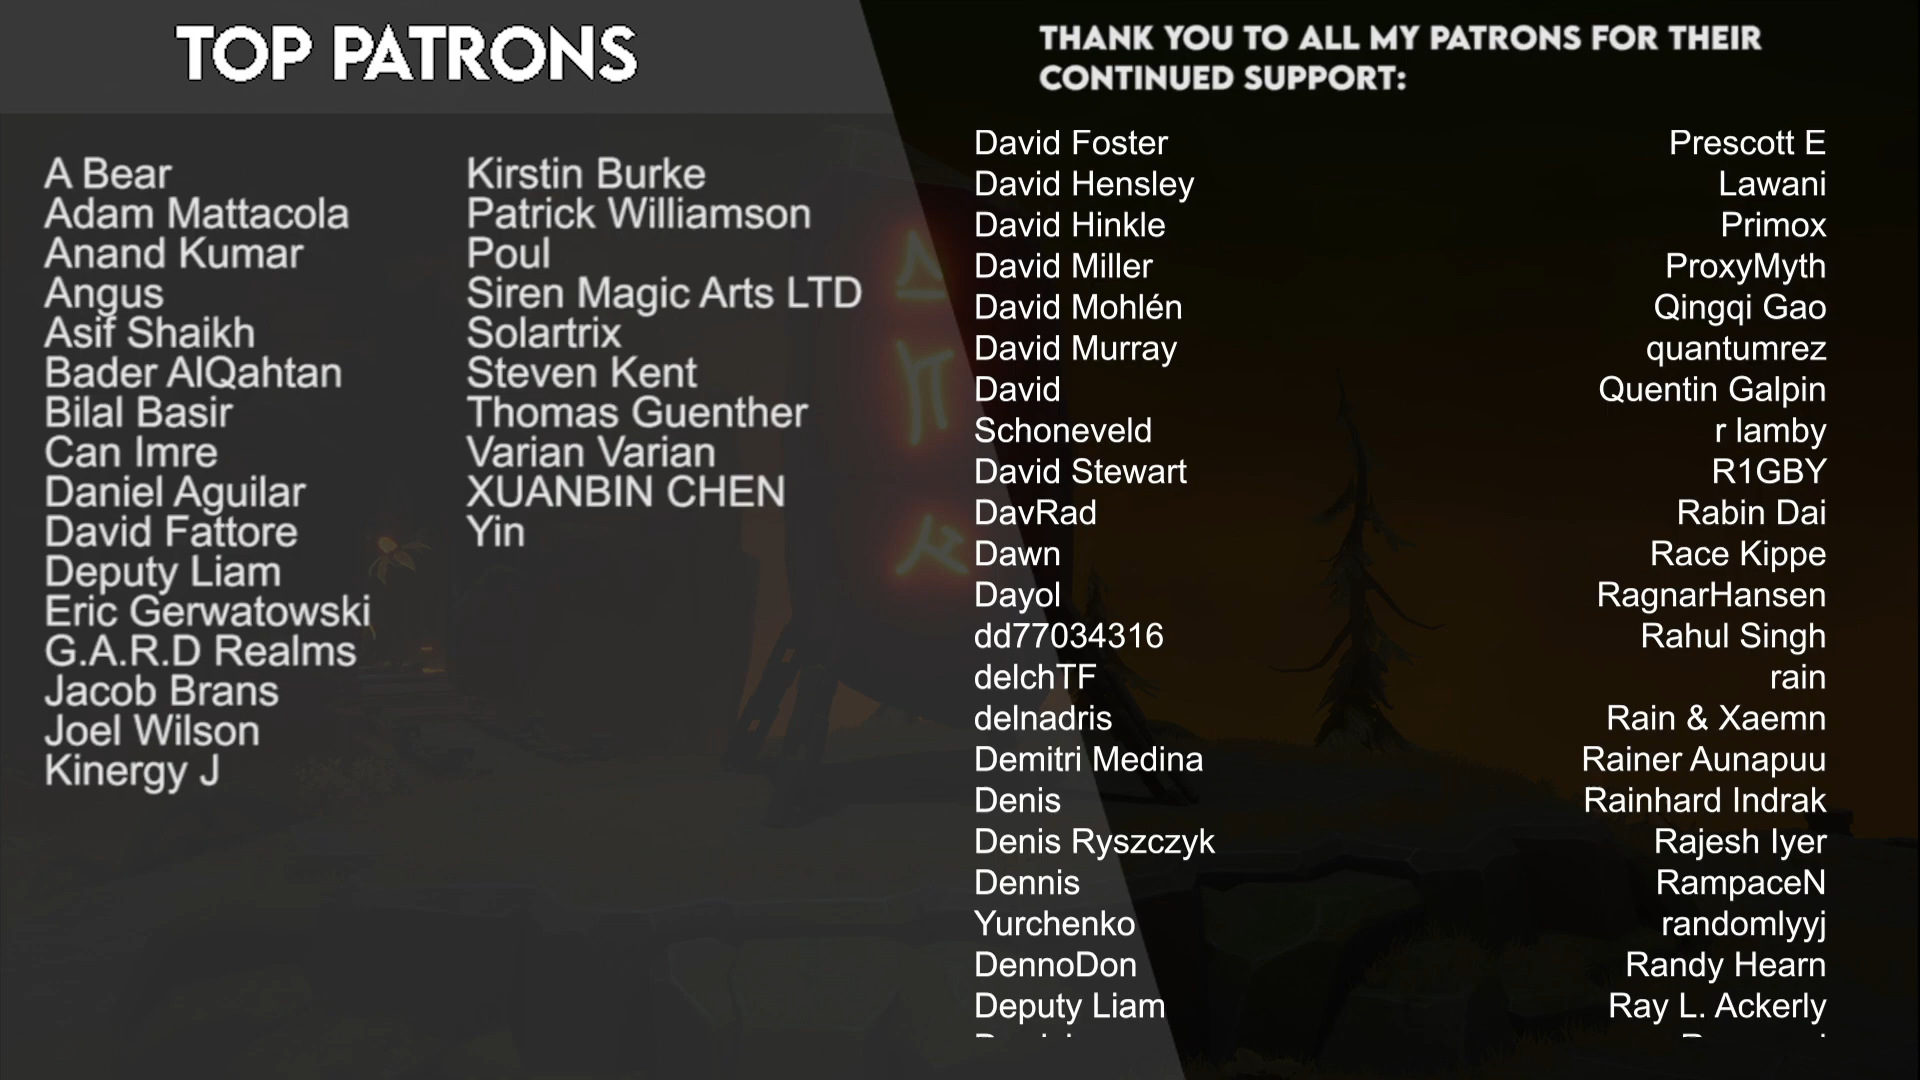 TOP PATRONS
A Bear
Adam Mattacola
Anand Kumar
Angus
Asif Shaikh
Bader AlQahtan
Bilal Basir
Can Imre
Daniel Aguilar
David Fattore
Deputy Liam
Eric Gerwatowski
G.A.R.D Realms
Jacob Brans
Joel Wilson
Kinergy J
Kirstin Burke
Patrick Williamson
Poul
Siren Magic Arts LTD
Solartrix
Steven Kent
Thomas Guenther
Varian Varian
XUANBIN CHEN
Yin
THANK YOU TO ALL MY PATRONS FOR THEIR
CONTINUED SUPPORT:
David Foster
David Hensley
David Hinkle
David Miller
David Mohlén
David Murray
David
Schoneveld
David Stewart
DavRad
Dawn
Dayol
dd77034316
delchTF
delnadris
Demitri Medina
Denis
Denis Ryszczyk
Dennis
Yurchenko
DennoDon
Deputy Liam
Prescott E
Lawani
Primox
ProxyMyth
Qingqi Gao
quantumrez
Quentin Galpin
r lamby
R1GBY
Rabin Dai
Race Kippe
RagnarHansen
Rahul Singh
rain
Rain & Xaemn
Rainer Aunapuu
Rainhard Indrak
Rajesh Iyer
RampaceN
randomlyyj
Randy Hearn
Ray L. Ackerly